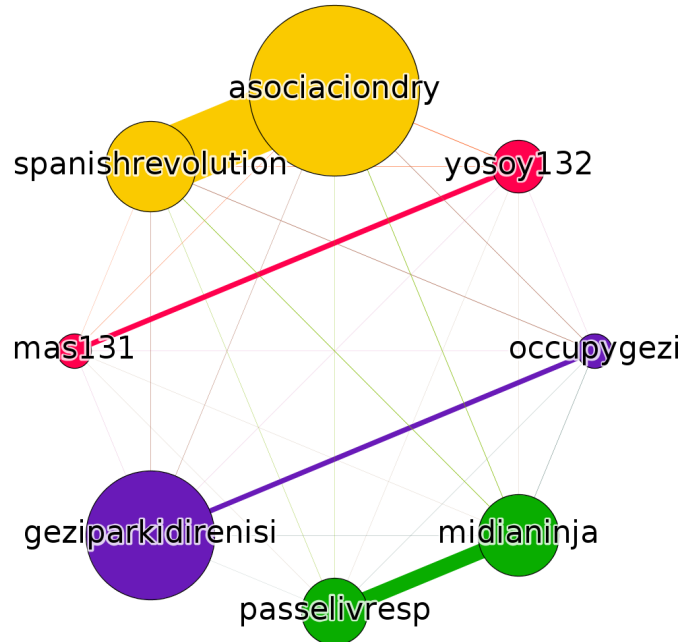 asociaciondry
spanishrevolution
yosoy132
mas131
occupygezi
geziparkidirenisi
midianinja
passelivresp